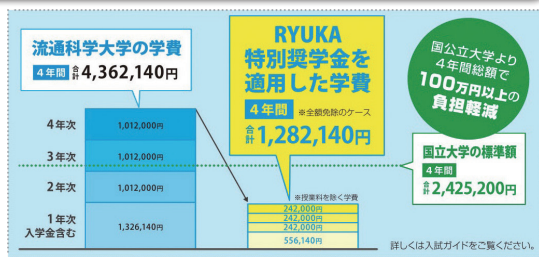 流通科学大学の学費
4年間 合計 4,362,140円
RYUKA
特別奨学金を
適用した学費
4年間 ※全額免除のケース
合計 1,282,140円
国公立大学より
4年間総額で
100万円以上の
負担軽減
4年次 1,012,000円
3年次 1,012,000円
2年次 1,012,000円
1年次
入学金含む 1,326,140円
※授業料を除く学費
242,000円
242,000円
242,000円
556,140円
国立大学の標準額
4年間
合計 2,425,200円
詳しくは入試ガイドをご覧ください。